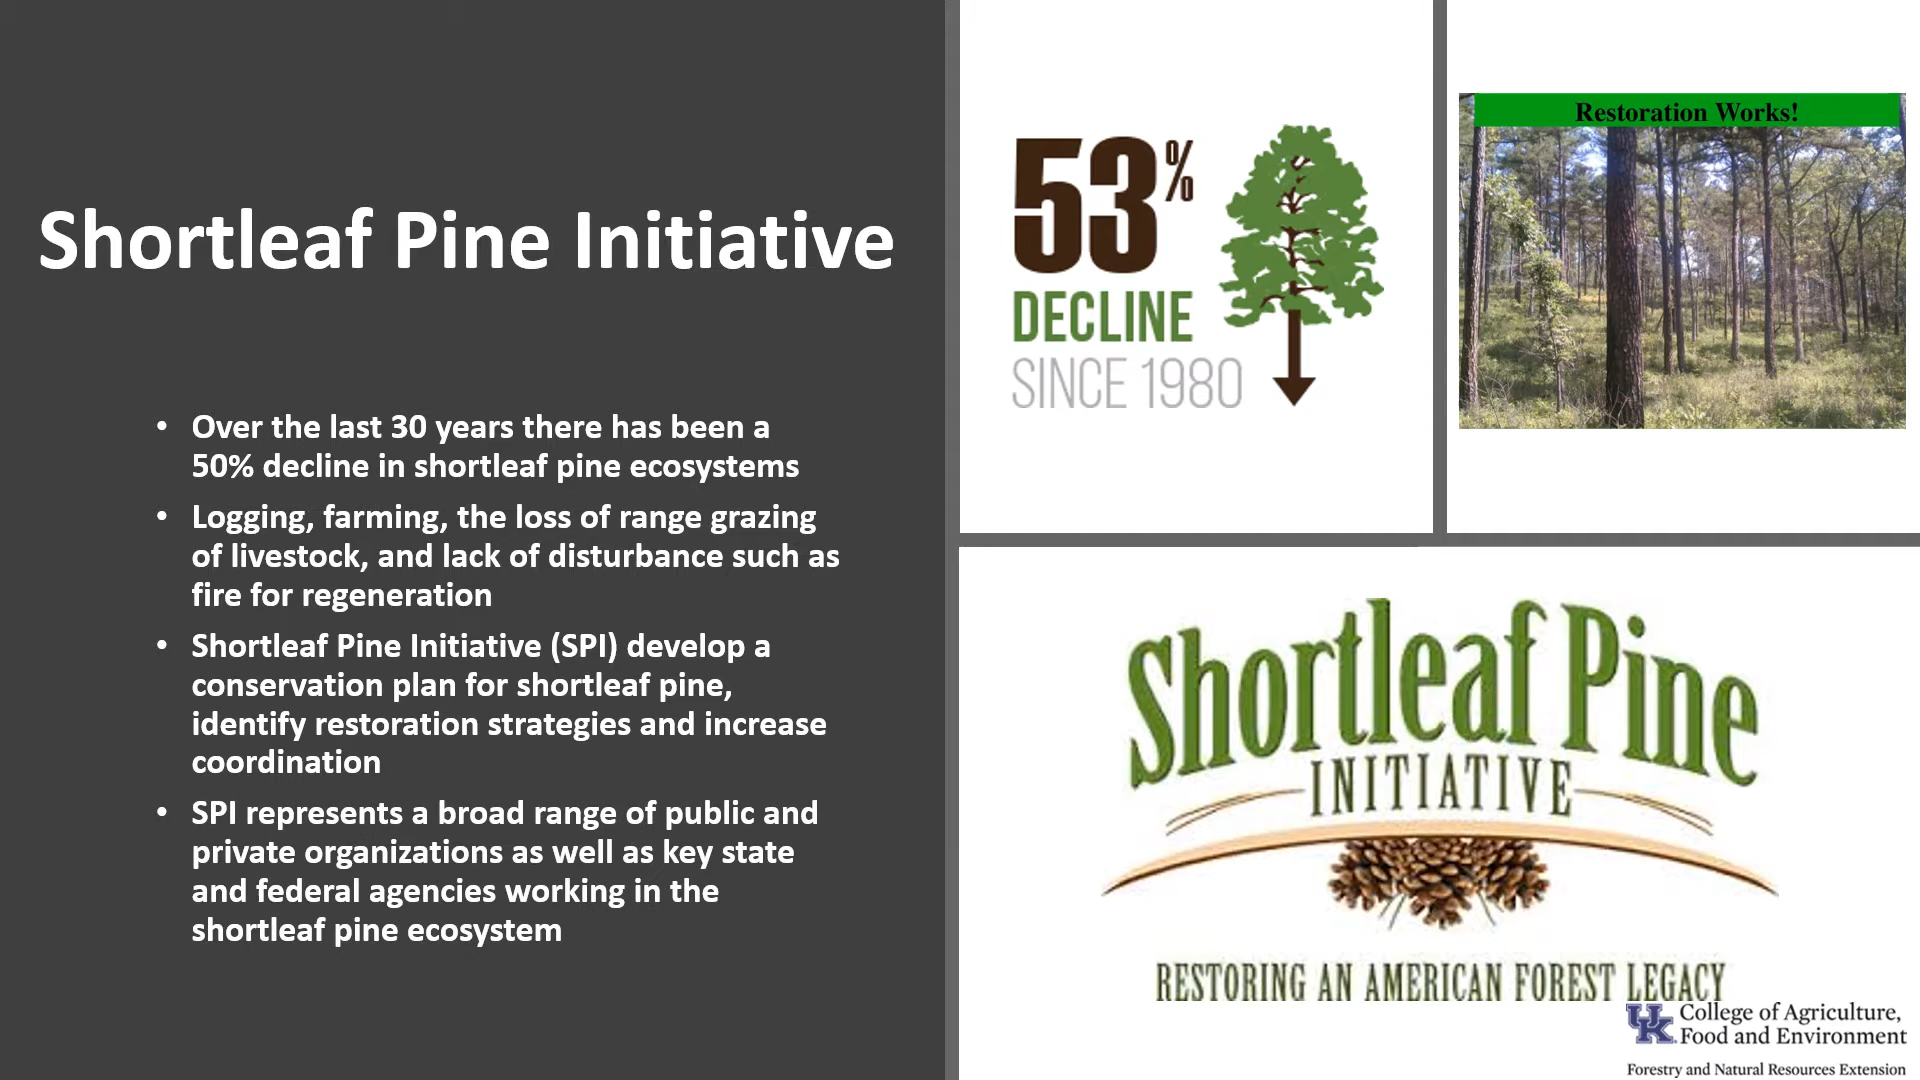 Shortleaf Pine Initiative
• Over the last 30 years there has been a
50% decline in shortleaf pine ecosystems
• Logging, farming, the loss of range grazing
of livestock, and lack of disturbance such as
fire for regeneration
• Shortleaf Pine Initiative (SPI) develop a
conservation plan for shortleaf pine,
identify restoration strategies and increase
coordination
• SPI represents a broad range of public and
private organizations as well as key state
and federal agencies working in the
shortleaf pine ecosystem
53%
DECLINE
SINCE 1980
Restoration Works!
Shortleaf Pine
INITIATIVE
RESTORING AN AMERICAN FOREST LEGACY
UK College of Agriculture,
Food and Environment
Forestry and Natural Resources Extension